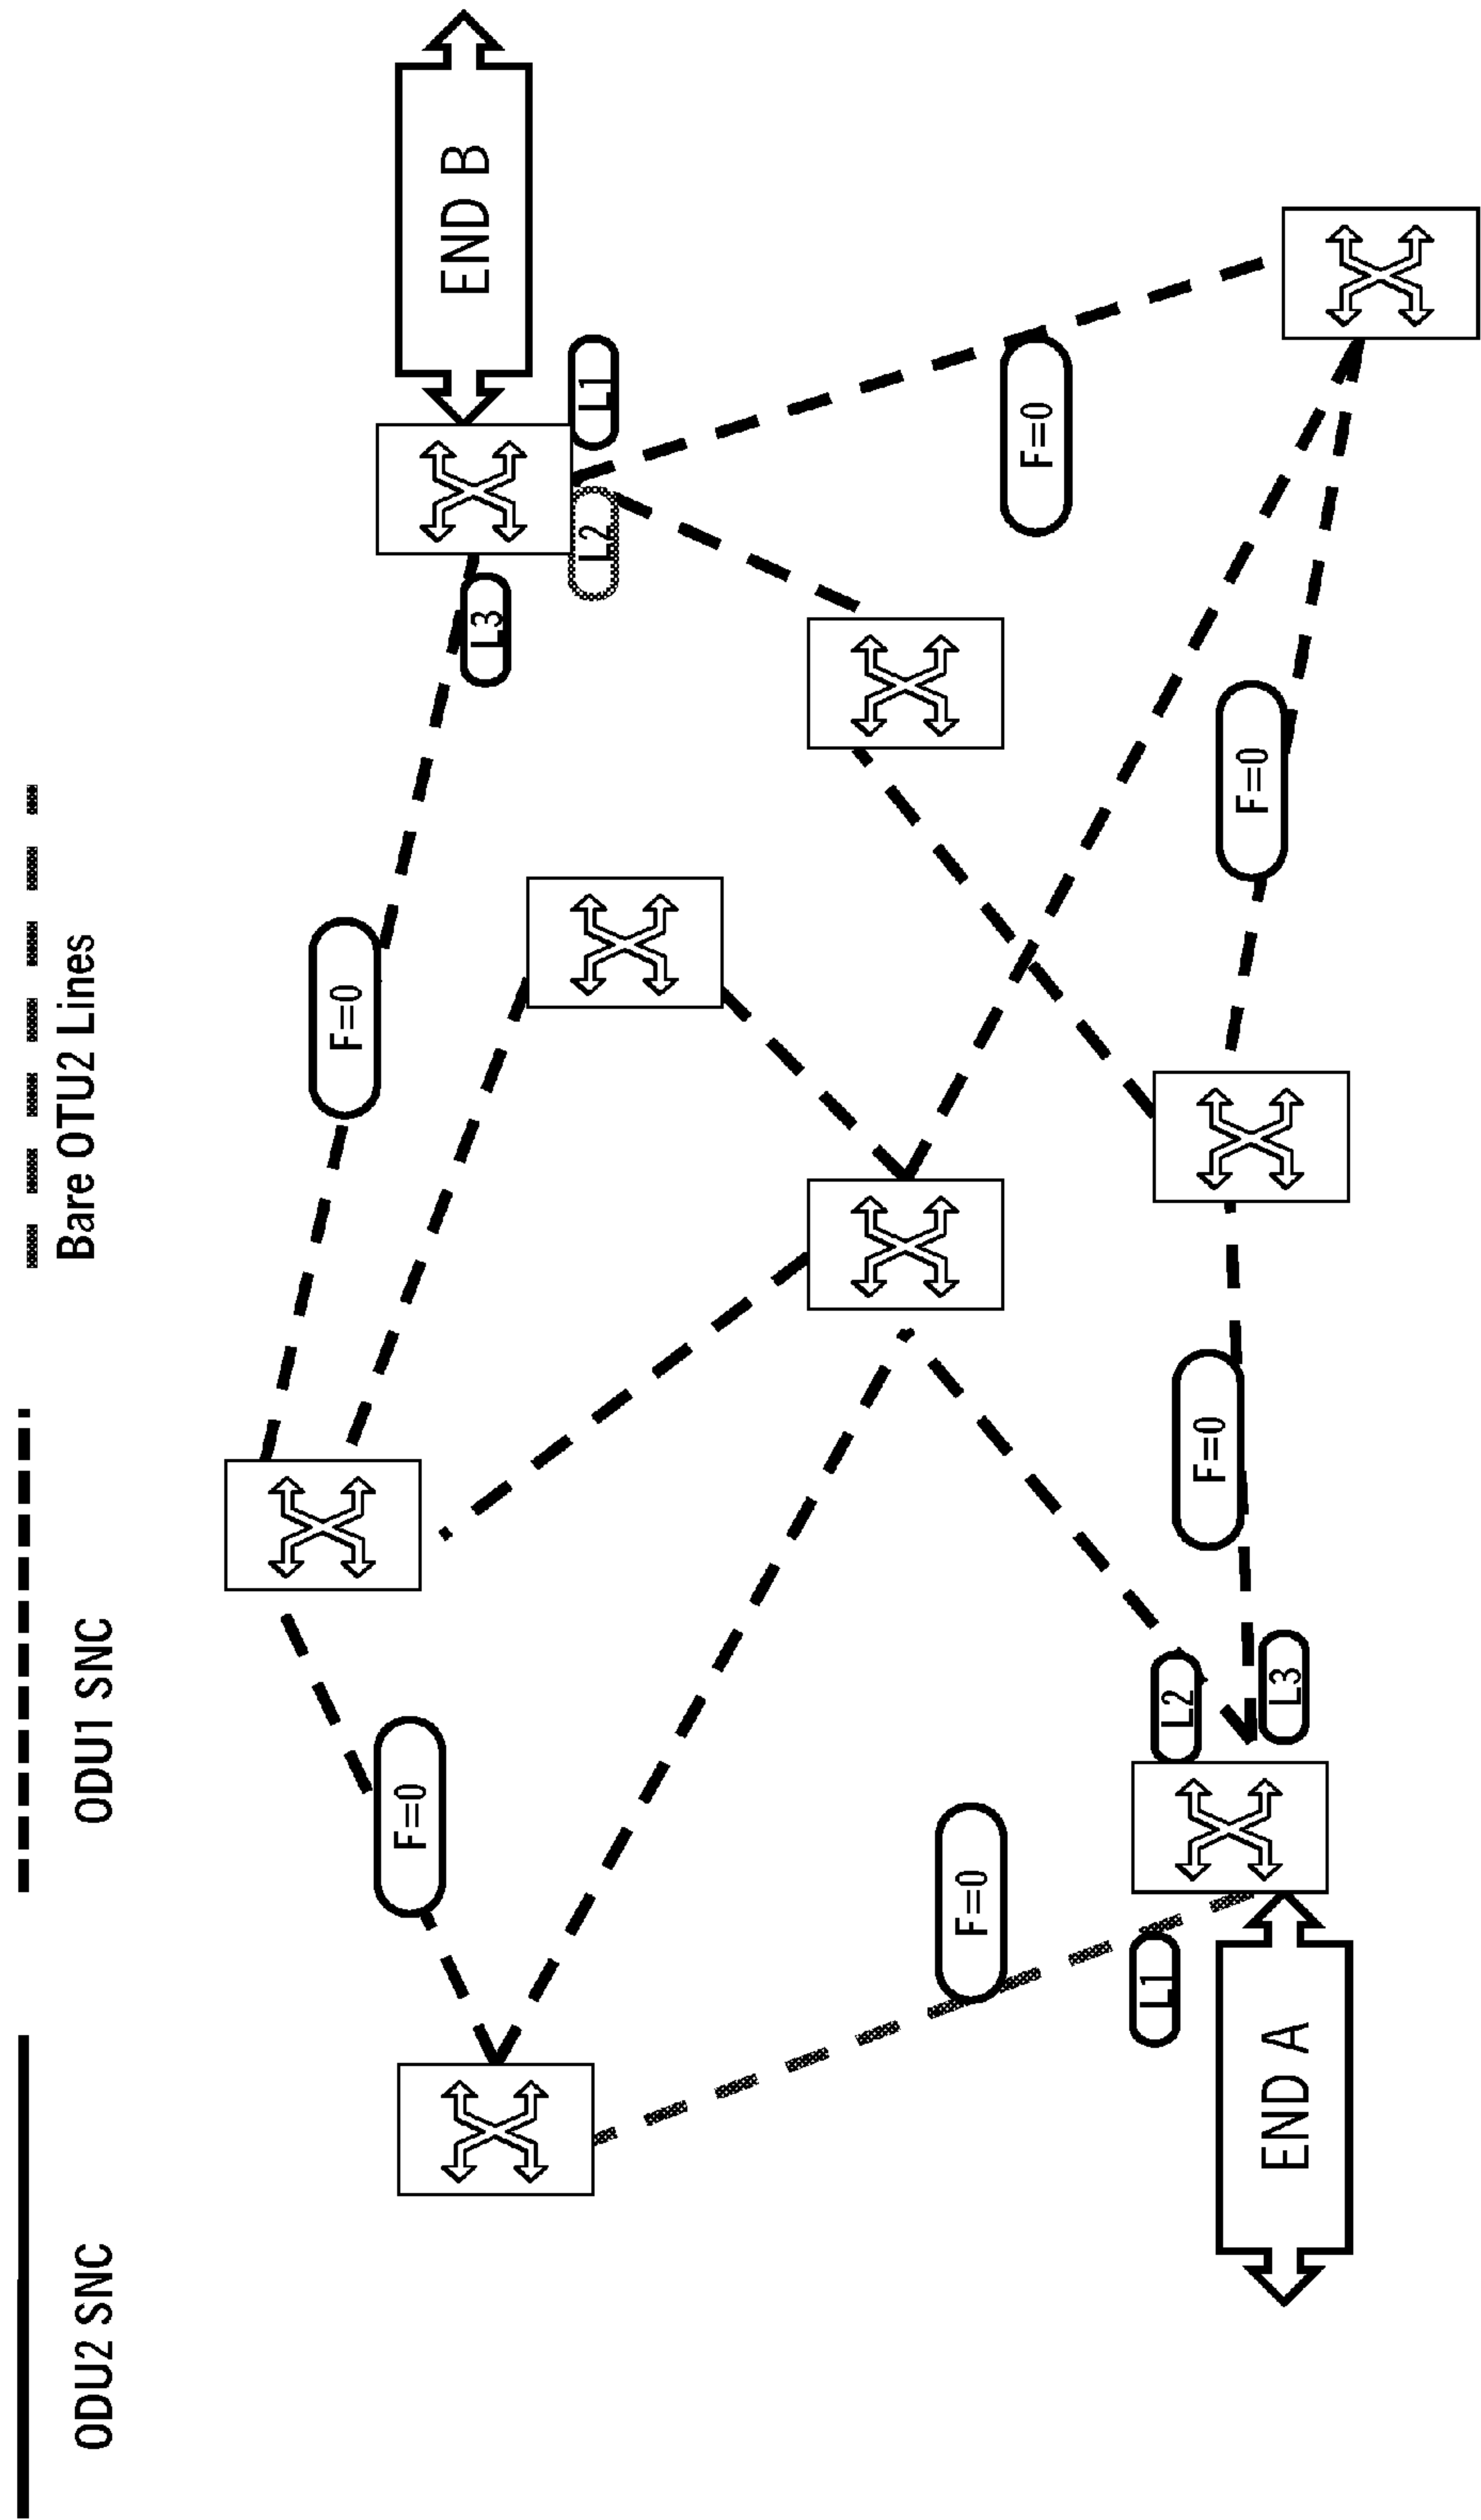 ODU2 SNC
ODU1 SNC
Bare OTU2 Lines
F=0
F=0
END B
L3
L2
L1
F=0
L1
F=0
L2
F=0
L3
F=0
END A